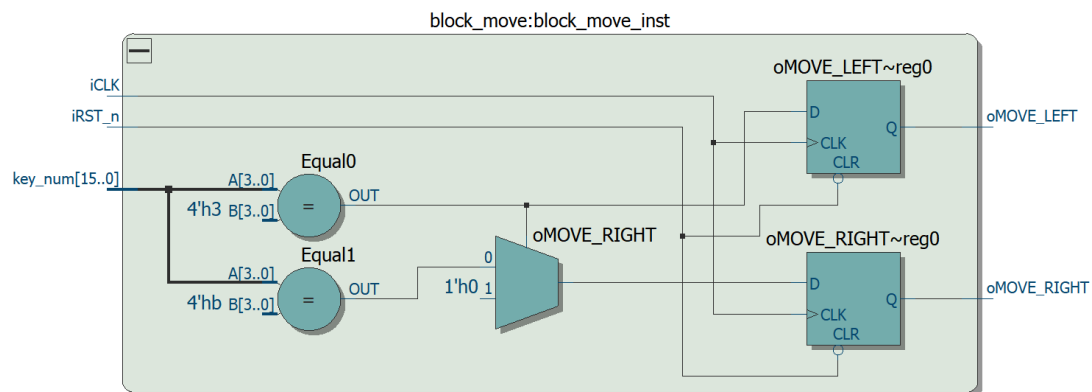 block_move:block_move_inst
oMOVE_LEFT~reg0
iCLK
iRST_n
D
Q
oMOVE_LEFT
CLK
CLR
Equal0
key_num[15..0]
A[3..0]
OUT
4'h3
B[3..0]
=
oMOVE_RIGHT
oMOVE_RIGHT~reg0
Equal1
0
A[3..0]
OUT
1'h0
1
D
Q
oMOVE_RIGHT
4'hb
B[3..0]
=
CLK
CLR